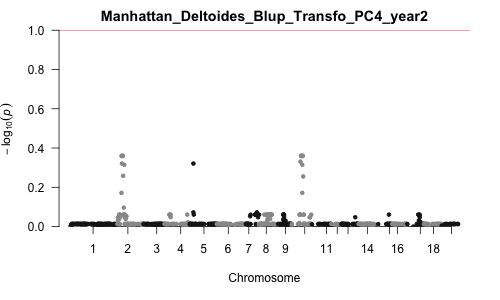 Manhattan_Deltoides_Blup_Transfo_PC4_year2
1.0
0.8
0.6
0.4
0.2
0.0
− log₁₀(p)
1 2 3 4 5 6 7 8 9 11 14 16 18
Chromosome